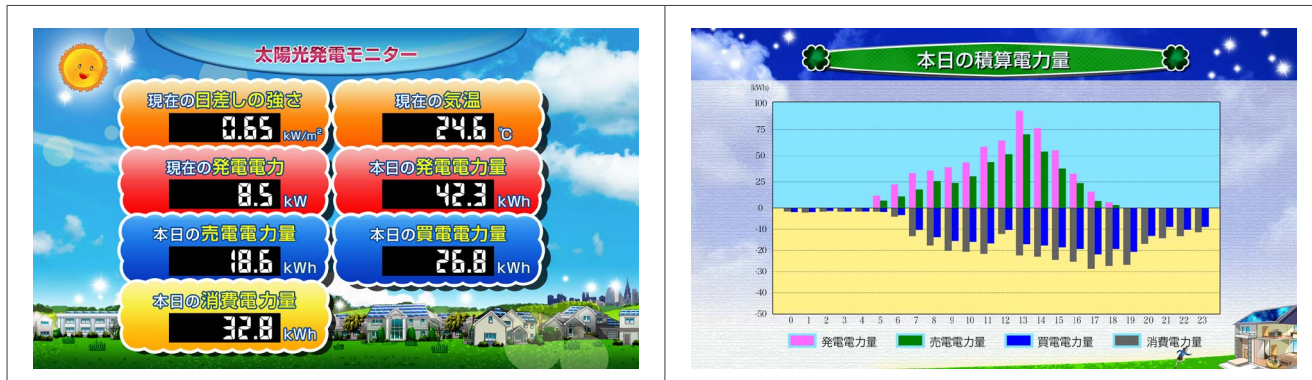 太陽光発電モニター
現在の日差しの強さ
0.65 kW/m²
現在の気温
24.6 ℃
現在の発電電力
8.5 kW
本日の発電電力量
42.3 kWh
本日の売電電力量
18.6 kWh
本日の買電電力量
26.8 kWh
本日の消費電力量
32.8 kWh
本日の積算電力量
(kWh)
100
75
50
25
0
-10
-20
-30
-40
-50
0 1 2 3 4 5 6 7 8 9 10 11 12 13 14 15 16 17 18 19 20 21 22 23
発電電力量 売電電力量 買電電力量 消費電力量